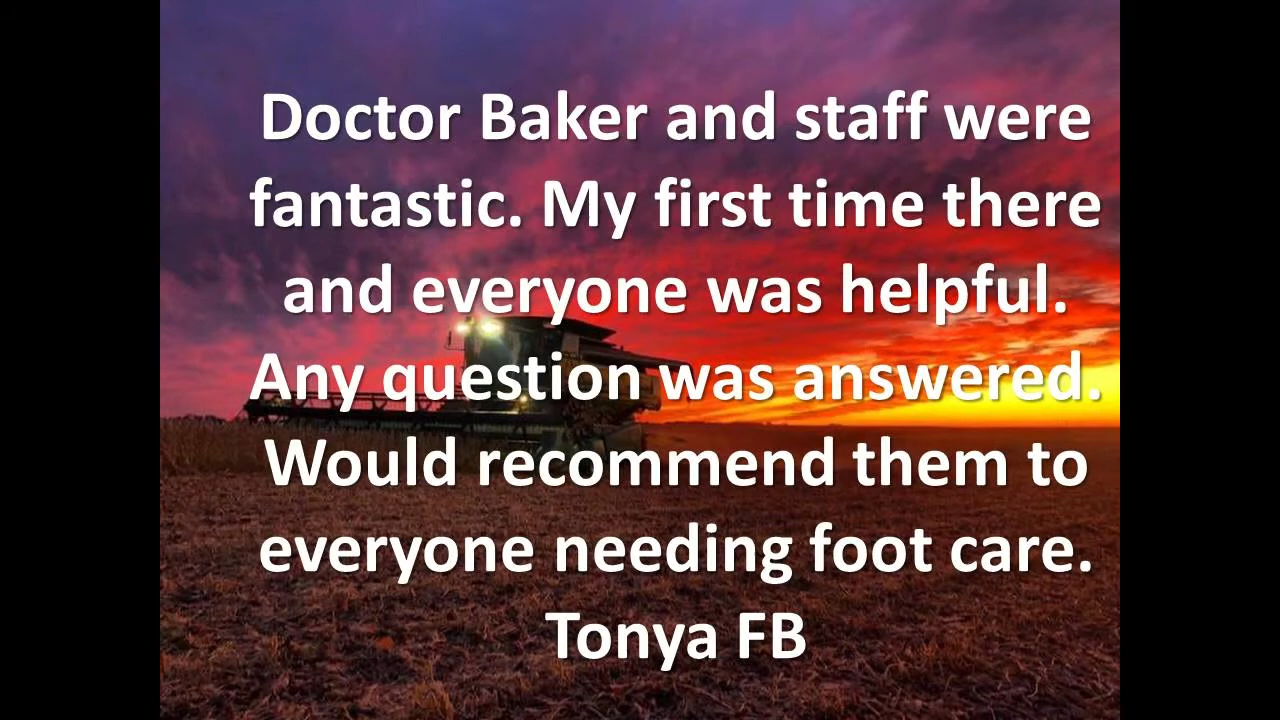 Doctor Baker and staff were
fantastic. My first time there
and everyone was helpful.
Any question was answered.
Would recommend them to
everyone needing foot care.
Tonya FB